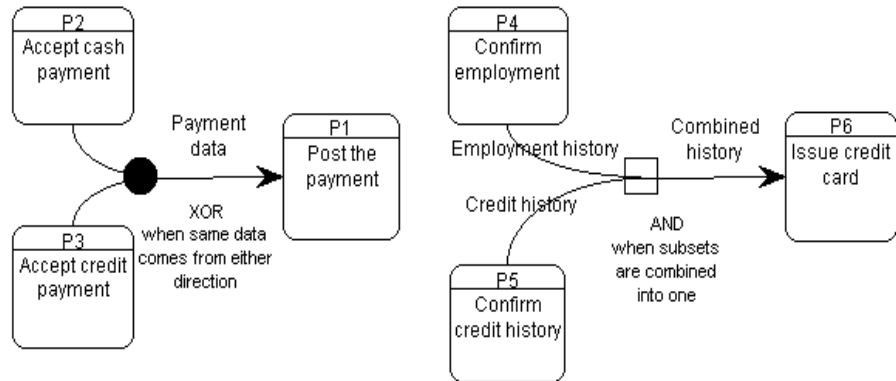 P2
Accept cash
payment
Payment
data
P1
Post the
payment
XOR
when same data
comes from either
direction
P3
Accept credit
payment
P4
Confirm
employment
Employment history
Credit history
Combined
history
P6
Issue credit
card
AND
when subsets
are combined
into one
P5
Confirm
credit history